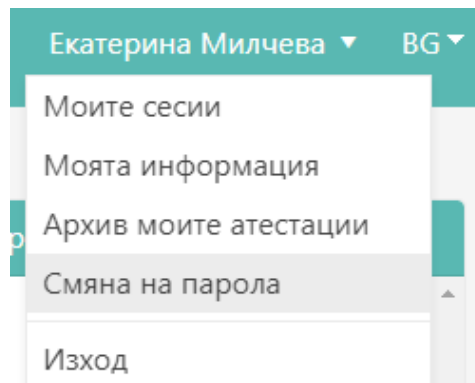 Екатерина Милчева ▼ BG ▼
Моите сесии
Моята информация
Архив моите атестации
Смяна на парола
Изход